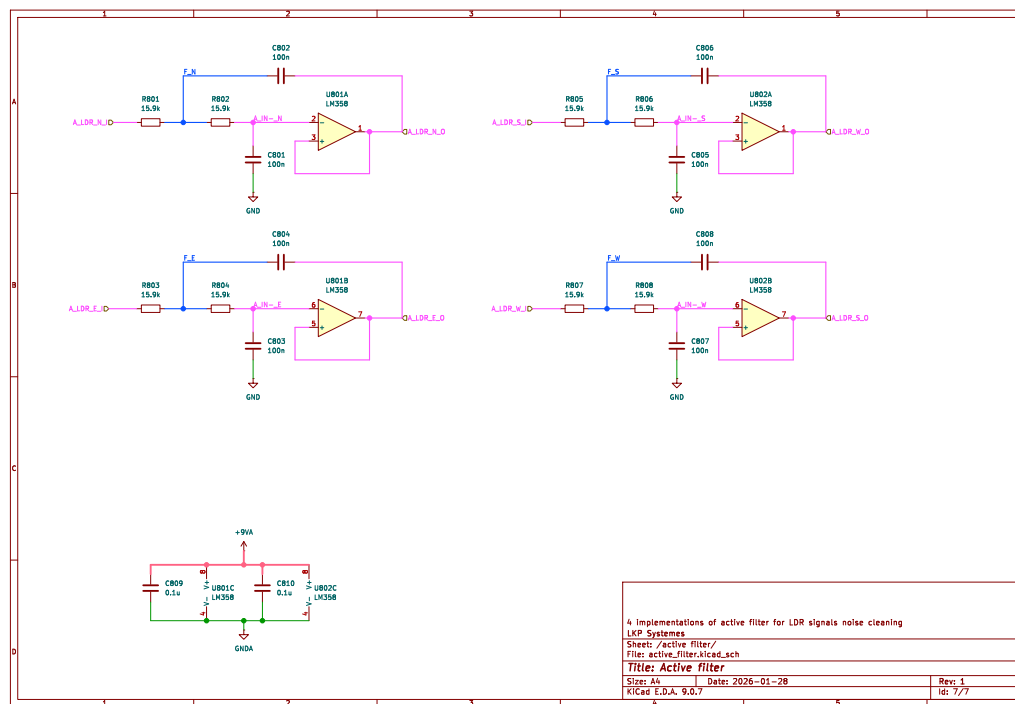 1 2 3 4 5
A
B
C
D
C802
100n
F_N
R801
15.9k
R802
15.9k
A_LDR_N_I
A_IN-_N
U801A
LM358
2
-
3
+
1
A_LDR_N_O
C801
100n
GND
C806
100n
F_S
R805
15.9k
R806
15.9k
A_LDR_S_I
A_IN-_S
U802A
LM358
2
-
3
+
1
A_LDR_W_O
C805
100n
GND
C804
100n
F_E
R803
15.9k
R804
15.9k
A_LDR_E_I
A_IN-_E
U801B
LM358
6
-
5
+
7
A_LDR_E_O
C803
100n
GND
C808
100n
F_W
R807
15.9k
R808
15.9k
A_LDR_W_I
A_IN-_W
U802B
LM358
6
-
5
+
7
A_LDR_S_O
C807
100n
GND
+9VA
C809
0.1u
8
V+
U801C
LM358
V-
4
C810
0.1u
8
V+
U802C
LM358
V-
4
GNDA
4 implementations of active filter for LDR signals noise cleaning
LKP Systemes
Sheet: /active filter/
File: active_filter.kicad_sch
Title: Active filter
Size: A4 Date: 2026-01-28 Rev: 1
KiCad E.D.A. 9.0.7 Id: 7/7
1 2 3 4 5